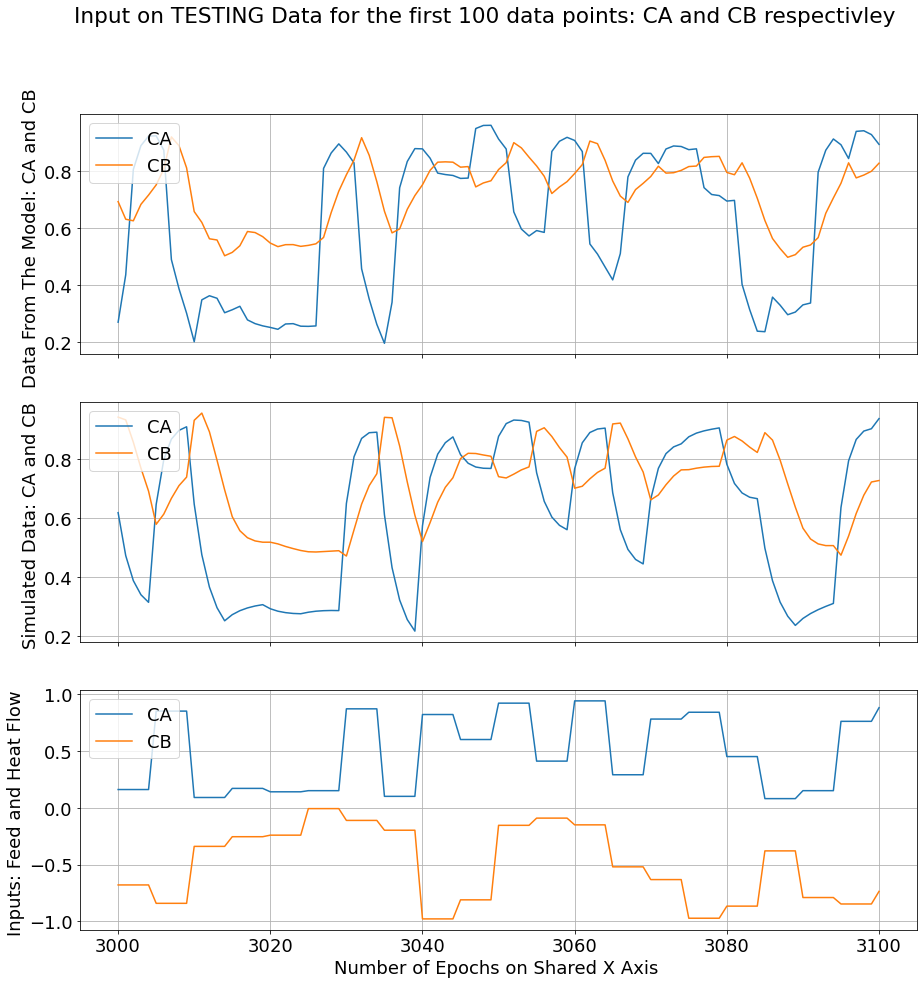 Input on TESTING Data for the first 100 data points: CA and CB respectivley
Data From The Model: CA and CB
CA
CB
0.8
0.6
0.4
0.2
Simulated Data: CA and CB
CA
CB
0.8
0.6
0.4
0.2
Inputs: Feed and Heat Flow
CA
CB
1.0
0.5
0.0
−0.5
−1.0
3000 3020 3040 3060 3080 3100
Number of Epochs on Shared X Axis